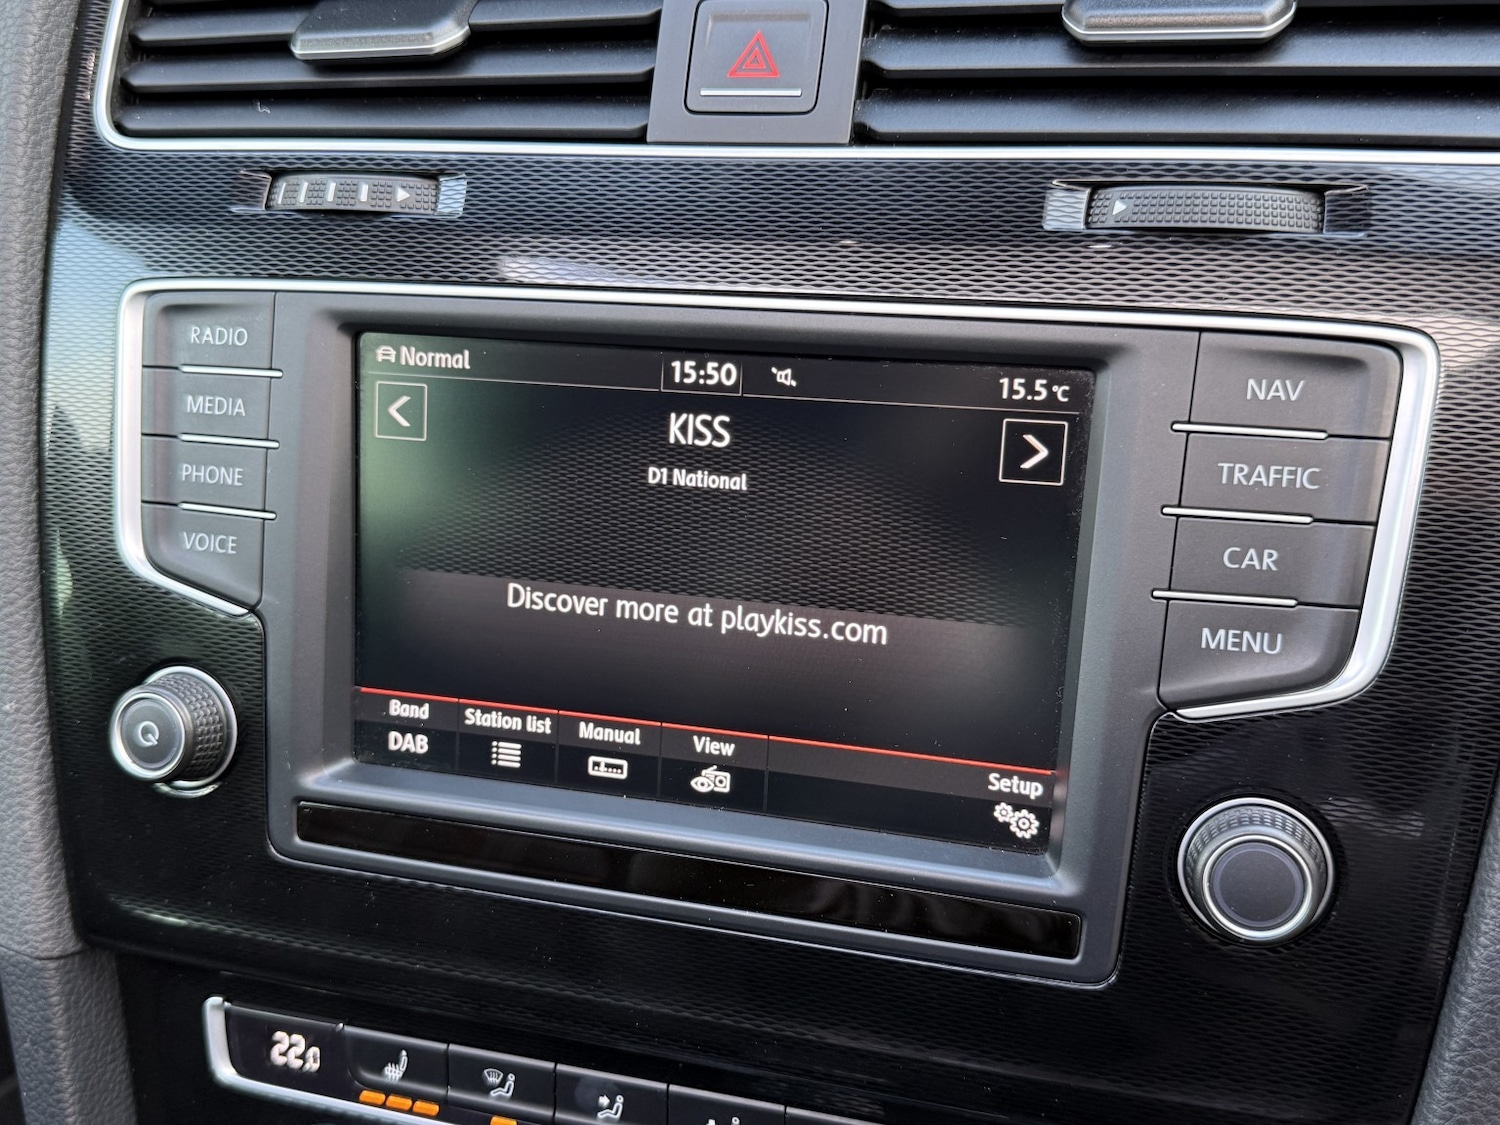 RADIO
MEDIA
PHONE
VOICE
Normal
15:50
15.5 °C
KISS
D1 National
Discover more at playkiss.com
Band
DAB
Station list
Manual
View
Setup
NAV
TRAFFIC
CAR
MENU
22.0